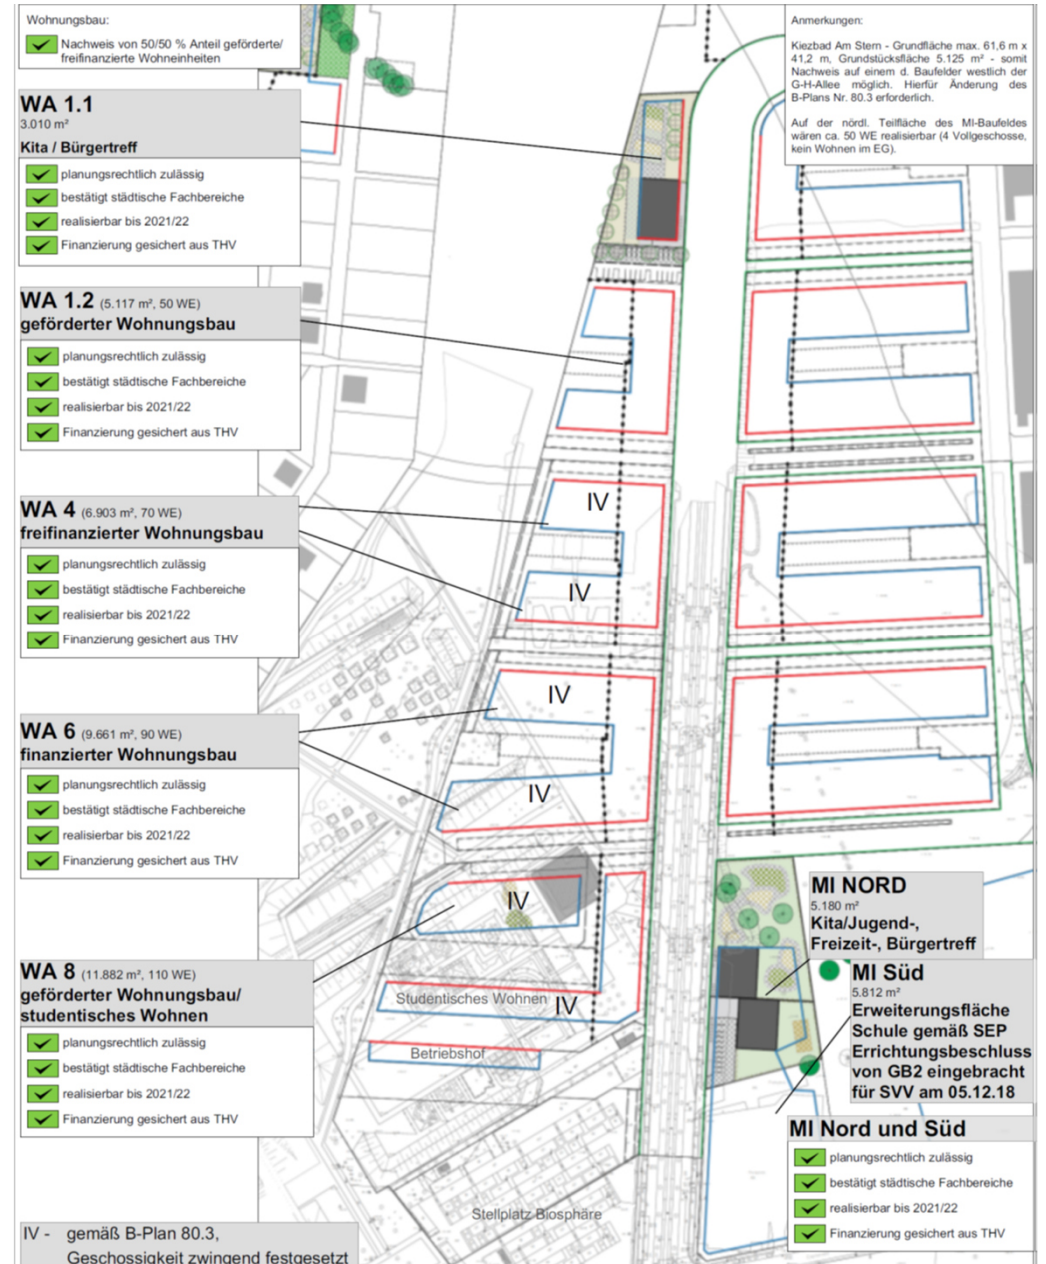 Wohnungsbau:
Nachweis von 50/50 % Anteil geförderte/
freifinanzierte Wohneinheiten
WA 1.1
3.010 m²
Kita / Bürgertreff
planungsrechtlich zulässig
bestätigt städtische Fachbereiche
realisierbar bis 2021/22
Finanzierung gesichert aus THV
WA 1.2 (5.117 m², 50 WE)
geförderter Wohnungsbau
planungsrechtlich zulässig
bestätigt städtische Fachbereiche
realisierbar bis 2021/22
Finanzierung gesichert aus THV
WA 4 (6.903 m², 70 WE)
freifinanzierter Wohnungsbau
planungsrechtlich zulässig
bestätigt städtische Fachbereiche
realisierbar bis 2021/22
Finanzierung gesichert aus THV
WA 6 (9.661 m², 90 WE)
finanzierter Wohnungsbau
planungsrechtlich zulässig
bestätigt städtische Fachbereiche
realisierbar bis 2021/22
Finanzierung gesichert aus THV
WA 8 (11.882 m², 110 WE)
geförderter Wohnungsbau/
studentisches Wohnen
planungsrechtlich zulässig
bestätigt städtische Fachbereiche
realisierbar bis 2021/22
Finanzierung gesichert aus THV
IV - gemäß B-Plan 80.3,
Geschossigkeit zwingend festgesetzt
IV
IV
IV
IV
IV
Studentisches Wohnen
IV
Betriebshof
Stellplatz Biosphäre
Anmerkungen:
Kiezbad Am Stern - Grundfläche max. 61,6 m x
41,2 m, Grundstücksfläche 5.125 m² - somit
Nachweis auf einem d. Baufelder westlich der
G-H-Allee möglich. Hierfür Änderung des
B-Plans Nr. 80.3 erforderlich.
Auf der nördl. Teilfläche des MI-Baufeldes
wären ca. 50 WE realisierbar (4 Vollgeschosse,
kein Wohnen im EG).
MI NORD
5.180 m²
Kita/Jugend-,
Freizeit-, Bürgertreff
MI Süd
5.812 m²
Erweiterungsfläche
Schule gemäß SEP
Errichtungsbeschluss
von GB2 eingebracht
für SVV am 05.12.18
MI Nord und Süd
planungsrechtlich zulässig
bestätigt städtische Fachbereiche
realisierbar bis 2021/22
Finanzierung gesichert aus THV